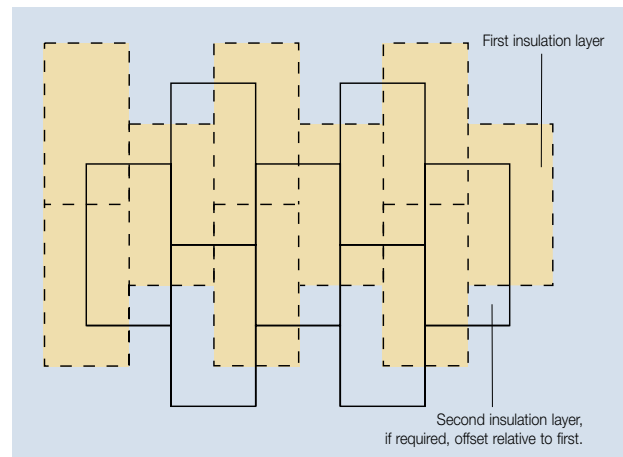 First insulation layer
Second insulation layer,
if required, offset relative to first.